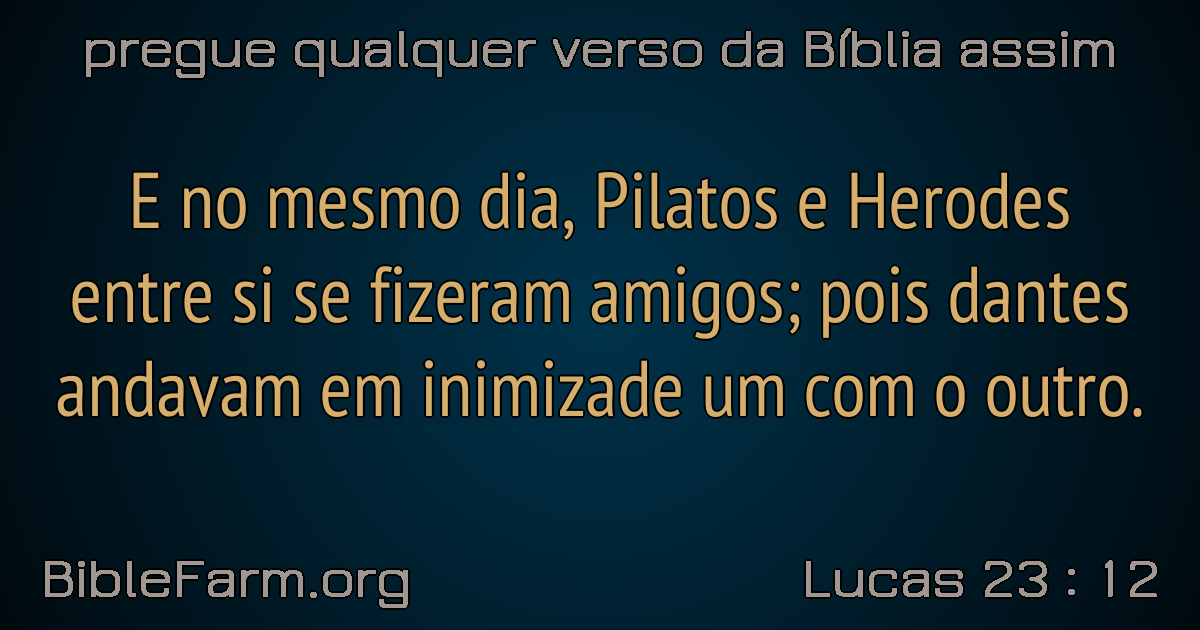 pregue qualquer verso da Bíblia assim
E no mesmo dia, Pilatos e Herodes
entre si se fizeram amigos; pois dantes
andavam em inimizade um com o outro.
BibleFarm.org
Lucas 23 : 12